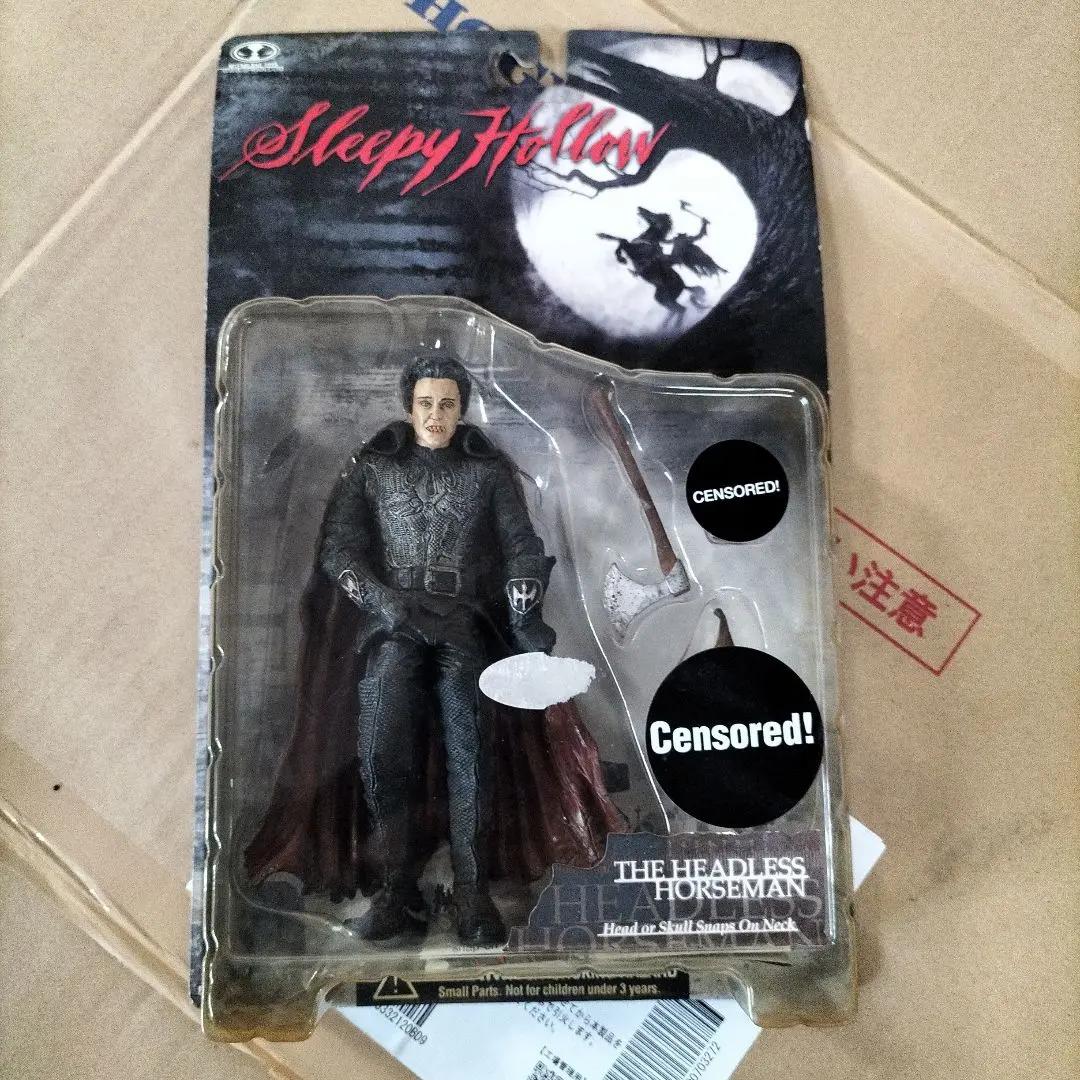 Sleepy Hollow
CENSORED!
注意
Censored!
THE HEADLESS
HORSEMAN
HEADLESS
HORSEMAN
Head or Skull Snaps On Neck
Small Parts. Not for children under 3 years.